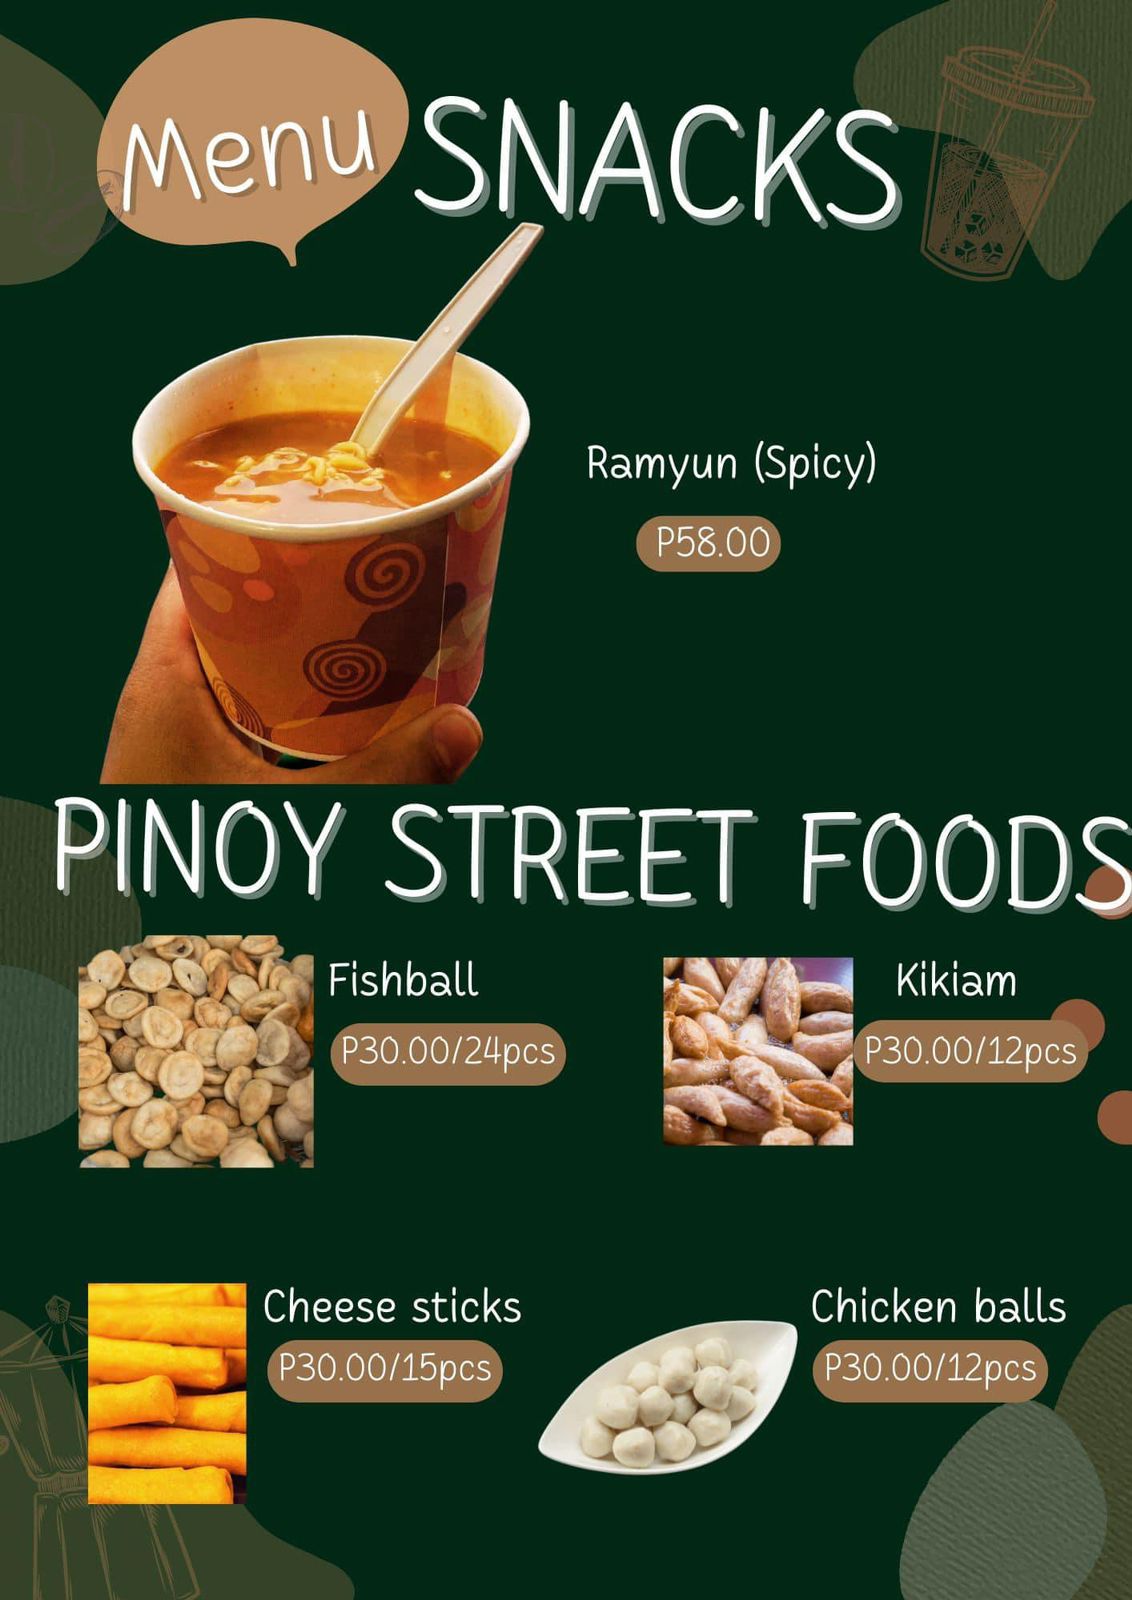 Menu
SNACKS
Ramyun (Spicy)
P58.00
PINOY STREET FOODS
Fishball
P30.00/24pcs
Kikiam
P30.00/12pcs
Cheese sticks
P30.00/15pcs
Chicken balls
P30.00/12pcs